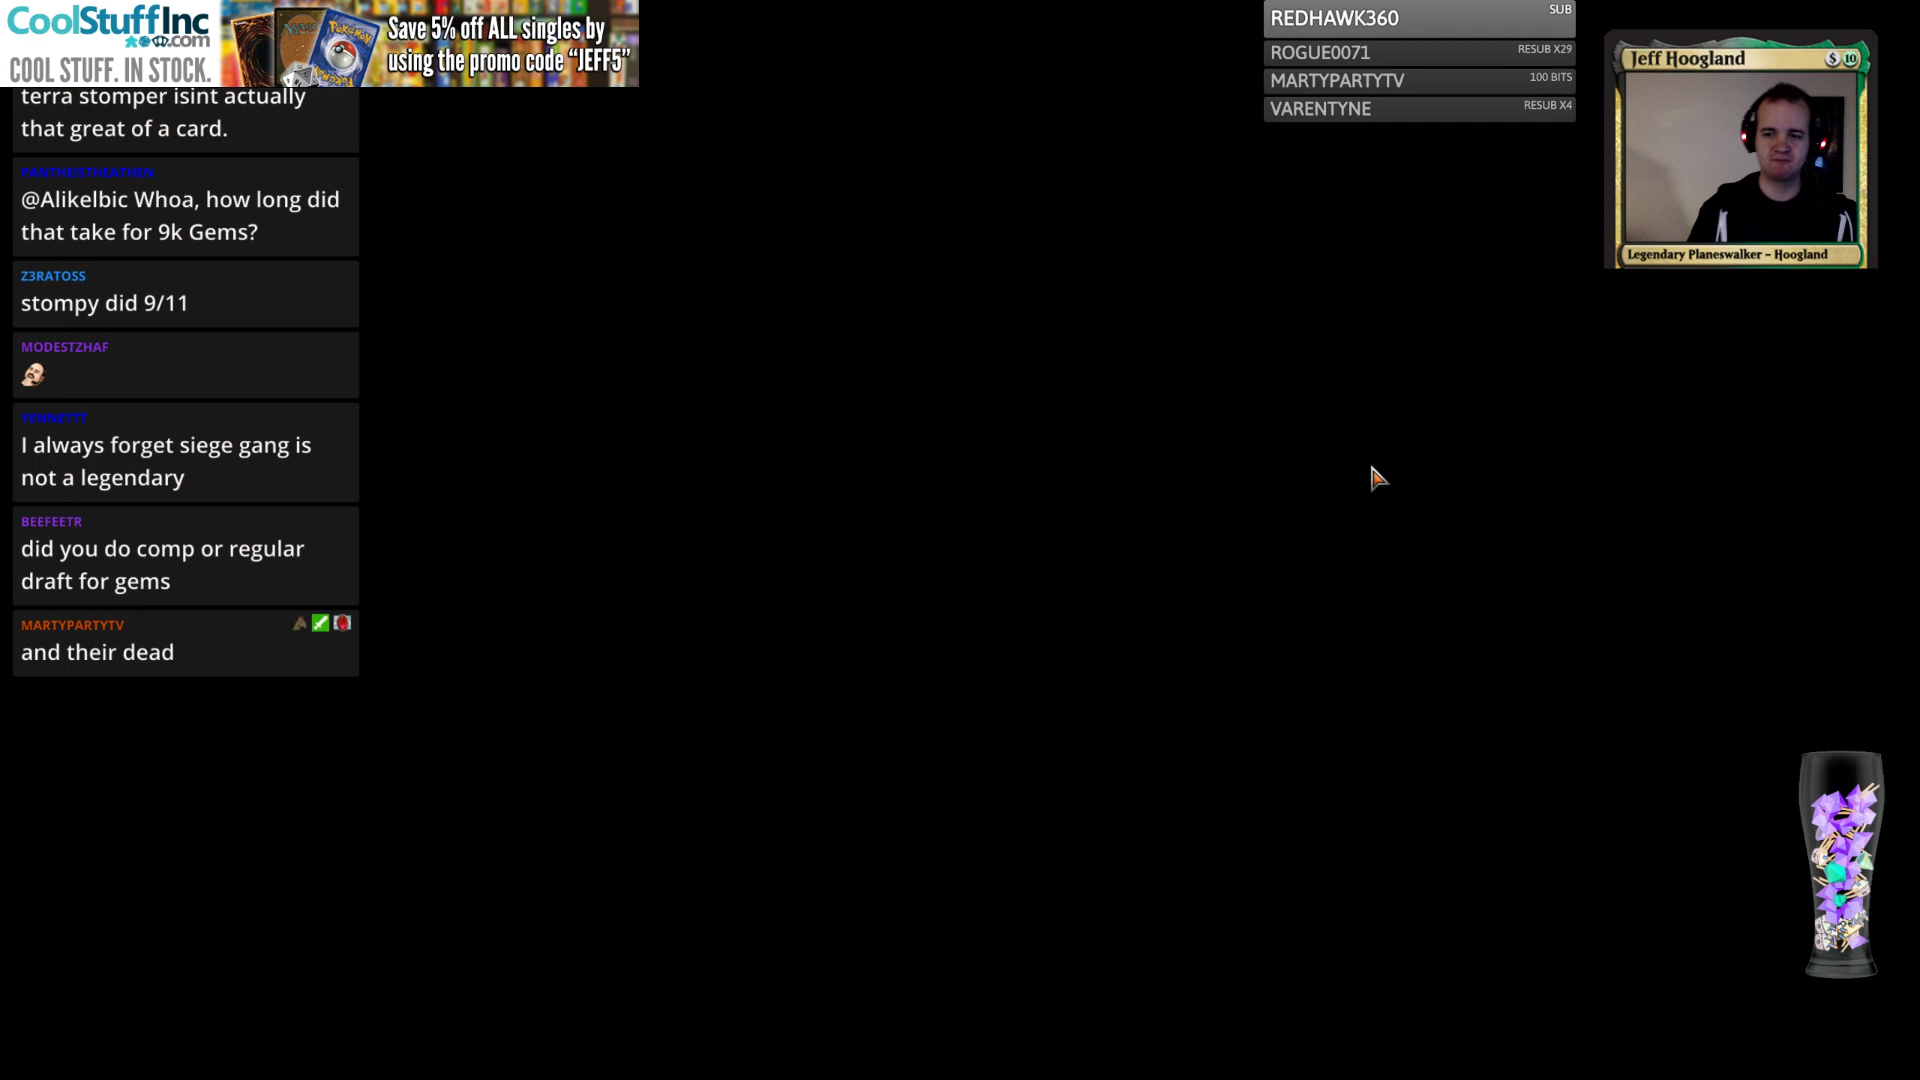 CoolStuffInc
.com
COOL STUFF. IN STOCK.
Save 5% off ALL singles by
using the promo code “JEFF5”
terra stomper isint actually
that great of a card.
PANTHEISTHEATHEN
@Alikelbic Whoa, how long did
that take for 9k Gems?
Z3RATOSS
stompy did 9/11
MODESTZHAF
YENNETTT
I always forget siege gang is
not a legendary
BEEFEETR
did you do comp or regular
draft for gems
MARTYPARTYTV
and their dead
REDHAWK360 SUB
ROGUE0071 RESUB X29
MARTYPARTYTV 100 BITS
VARENTYNE RESUB X4
Jeff Hoogland $ 10
Legendary Planeswalker – Hoogland